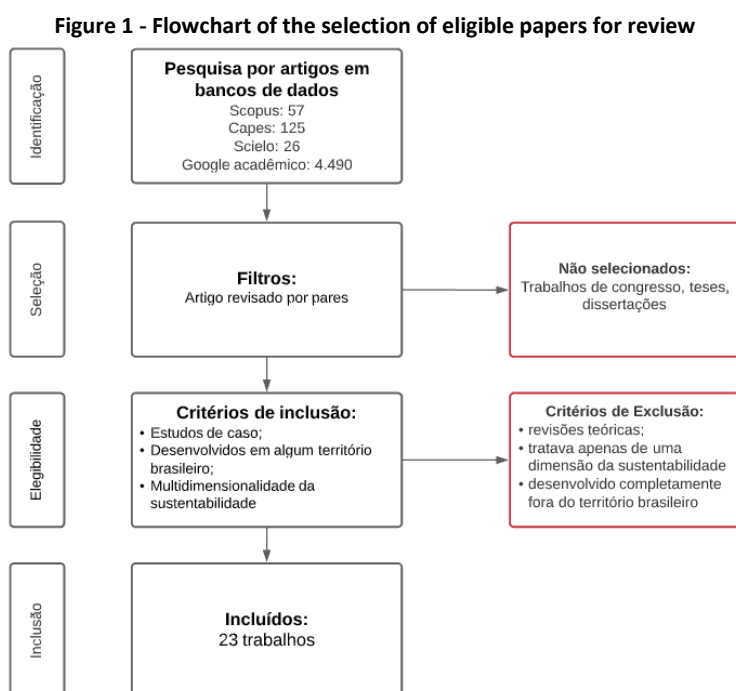 Figure 1 - Flowchart of the selection of eligible papers for review
Identificação
Pesquisa por artigos em
bancos de dados
Scopus: 57
Capes: 125
Scielo: 26
Google acadêmico: 4.490
Seleção
Filtros:
Artigo revisado por pares
Não selecionados:
Trabalhos de congresso, teses,
dissertações
Elegibilidade
Critérios de inclusão:
• Estudos de caso;
• Desenvolvidos em algum território
brasileiro;
• Multidimensionalidade da
sustentabilidade
Critérios de Exclusão:
• revisões teóricas;
• tratava apenas de uma
dimensão da sustentabilidade
• desenvolvido completamente
fora do território brasileiro
Inclusão
Incluídos:
23 trabalhos